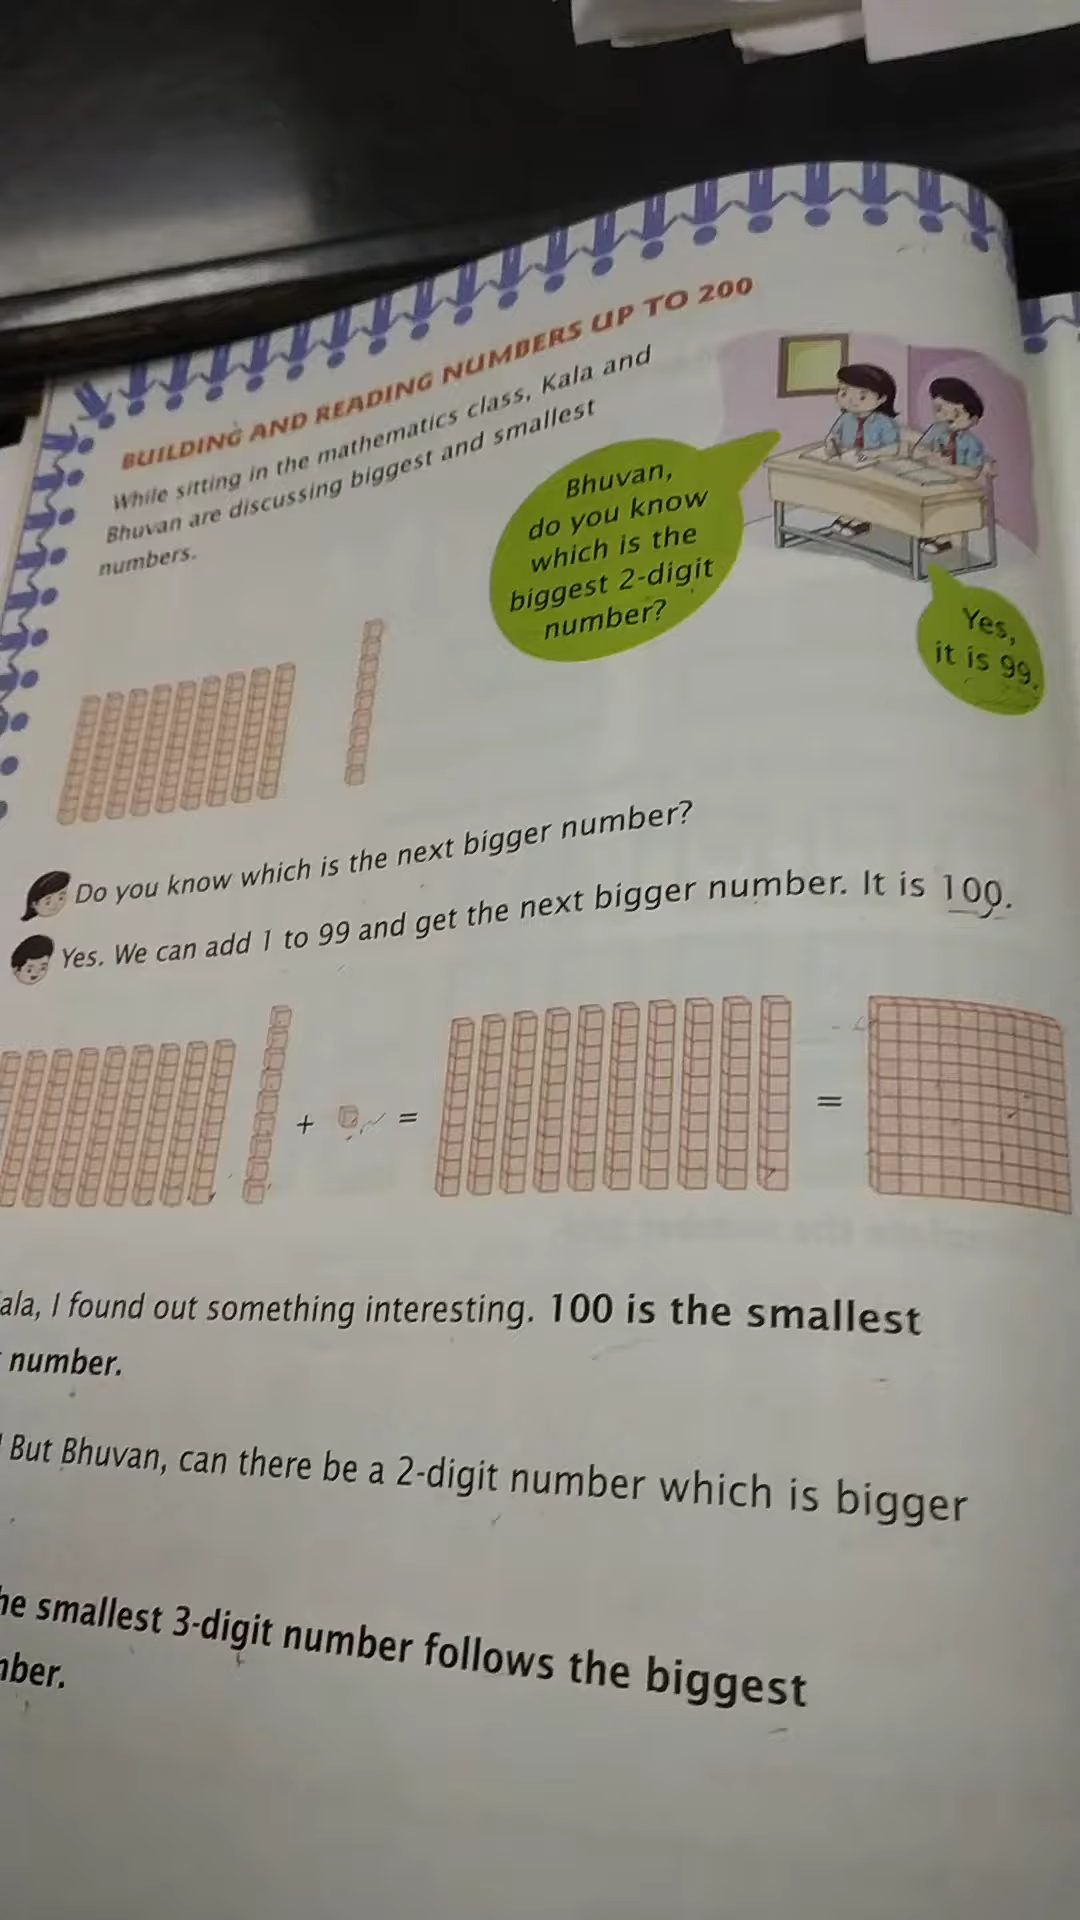 BUILDING AND READING NUMBERS UP TO 200
While sitting in the mathematics class, Kala and
Bhuvan are discussing biggest and smallest
numbers.
Bhuvan,
do you know
which is the
biggest 2-digit
number?
Yes,
it is 99.
Do you know which is the next bigger number?
Yes. We can add 1 to 99 and get the next bigger number. It is 100.
+ = =
ala, I found out something interesting. 100 is the smallest
number.
But Bhuvan, can there be a 2-digit number which is bigger
he smallest 3-digit number follows the biggest
ber.